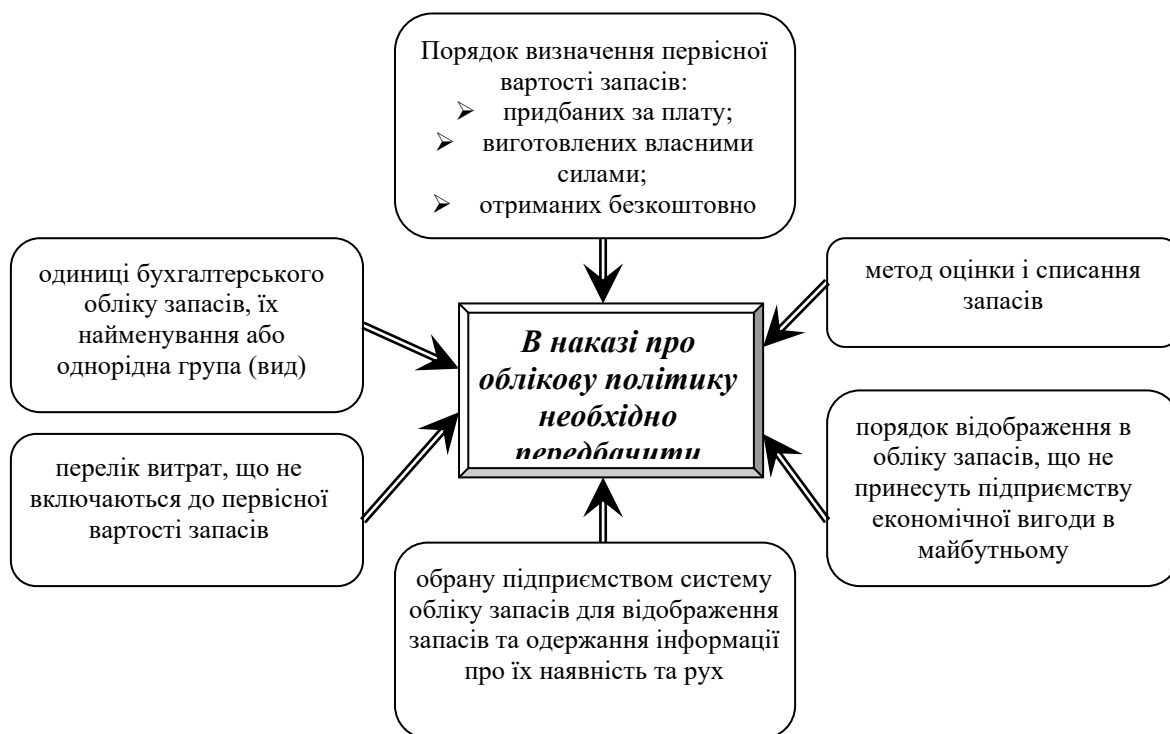 Порядок визначення первісної
вартості запасів:
➢ придбаних за плату;
➢ виготовлених власними
силами;
➢ отриманих безкоштовно
одиниці бухгалтерського
обліку запасів, їх
найменування або
однорідна група (вид)
метод оцінки і списання
запасів
В наказі про
облікову політику
необхідно
передбачити
перелік витрат, що не
включаються до первісної
вартості запасів
порядок відображення в
обліку запасів, що не
принесуть підприємству
економічної вигоди в
майбутньому
обрану підприємством систему
обліку запасів для відображення
запасів та одержання інформації
про їх наявність та рух